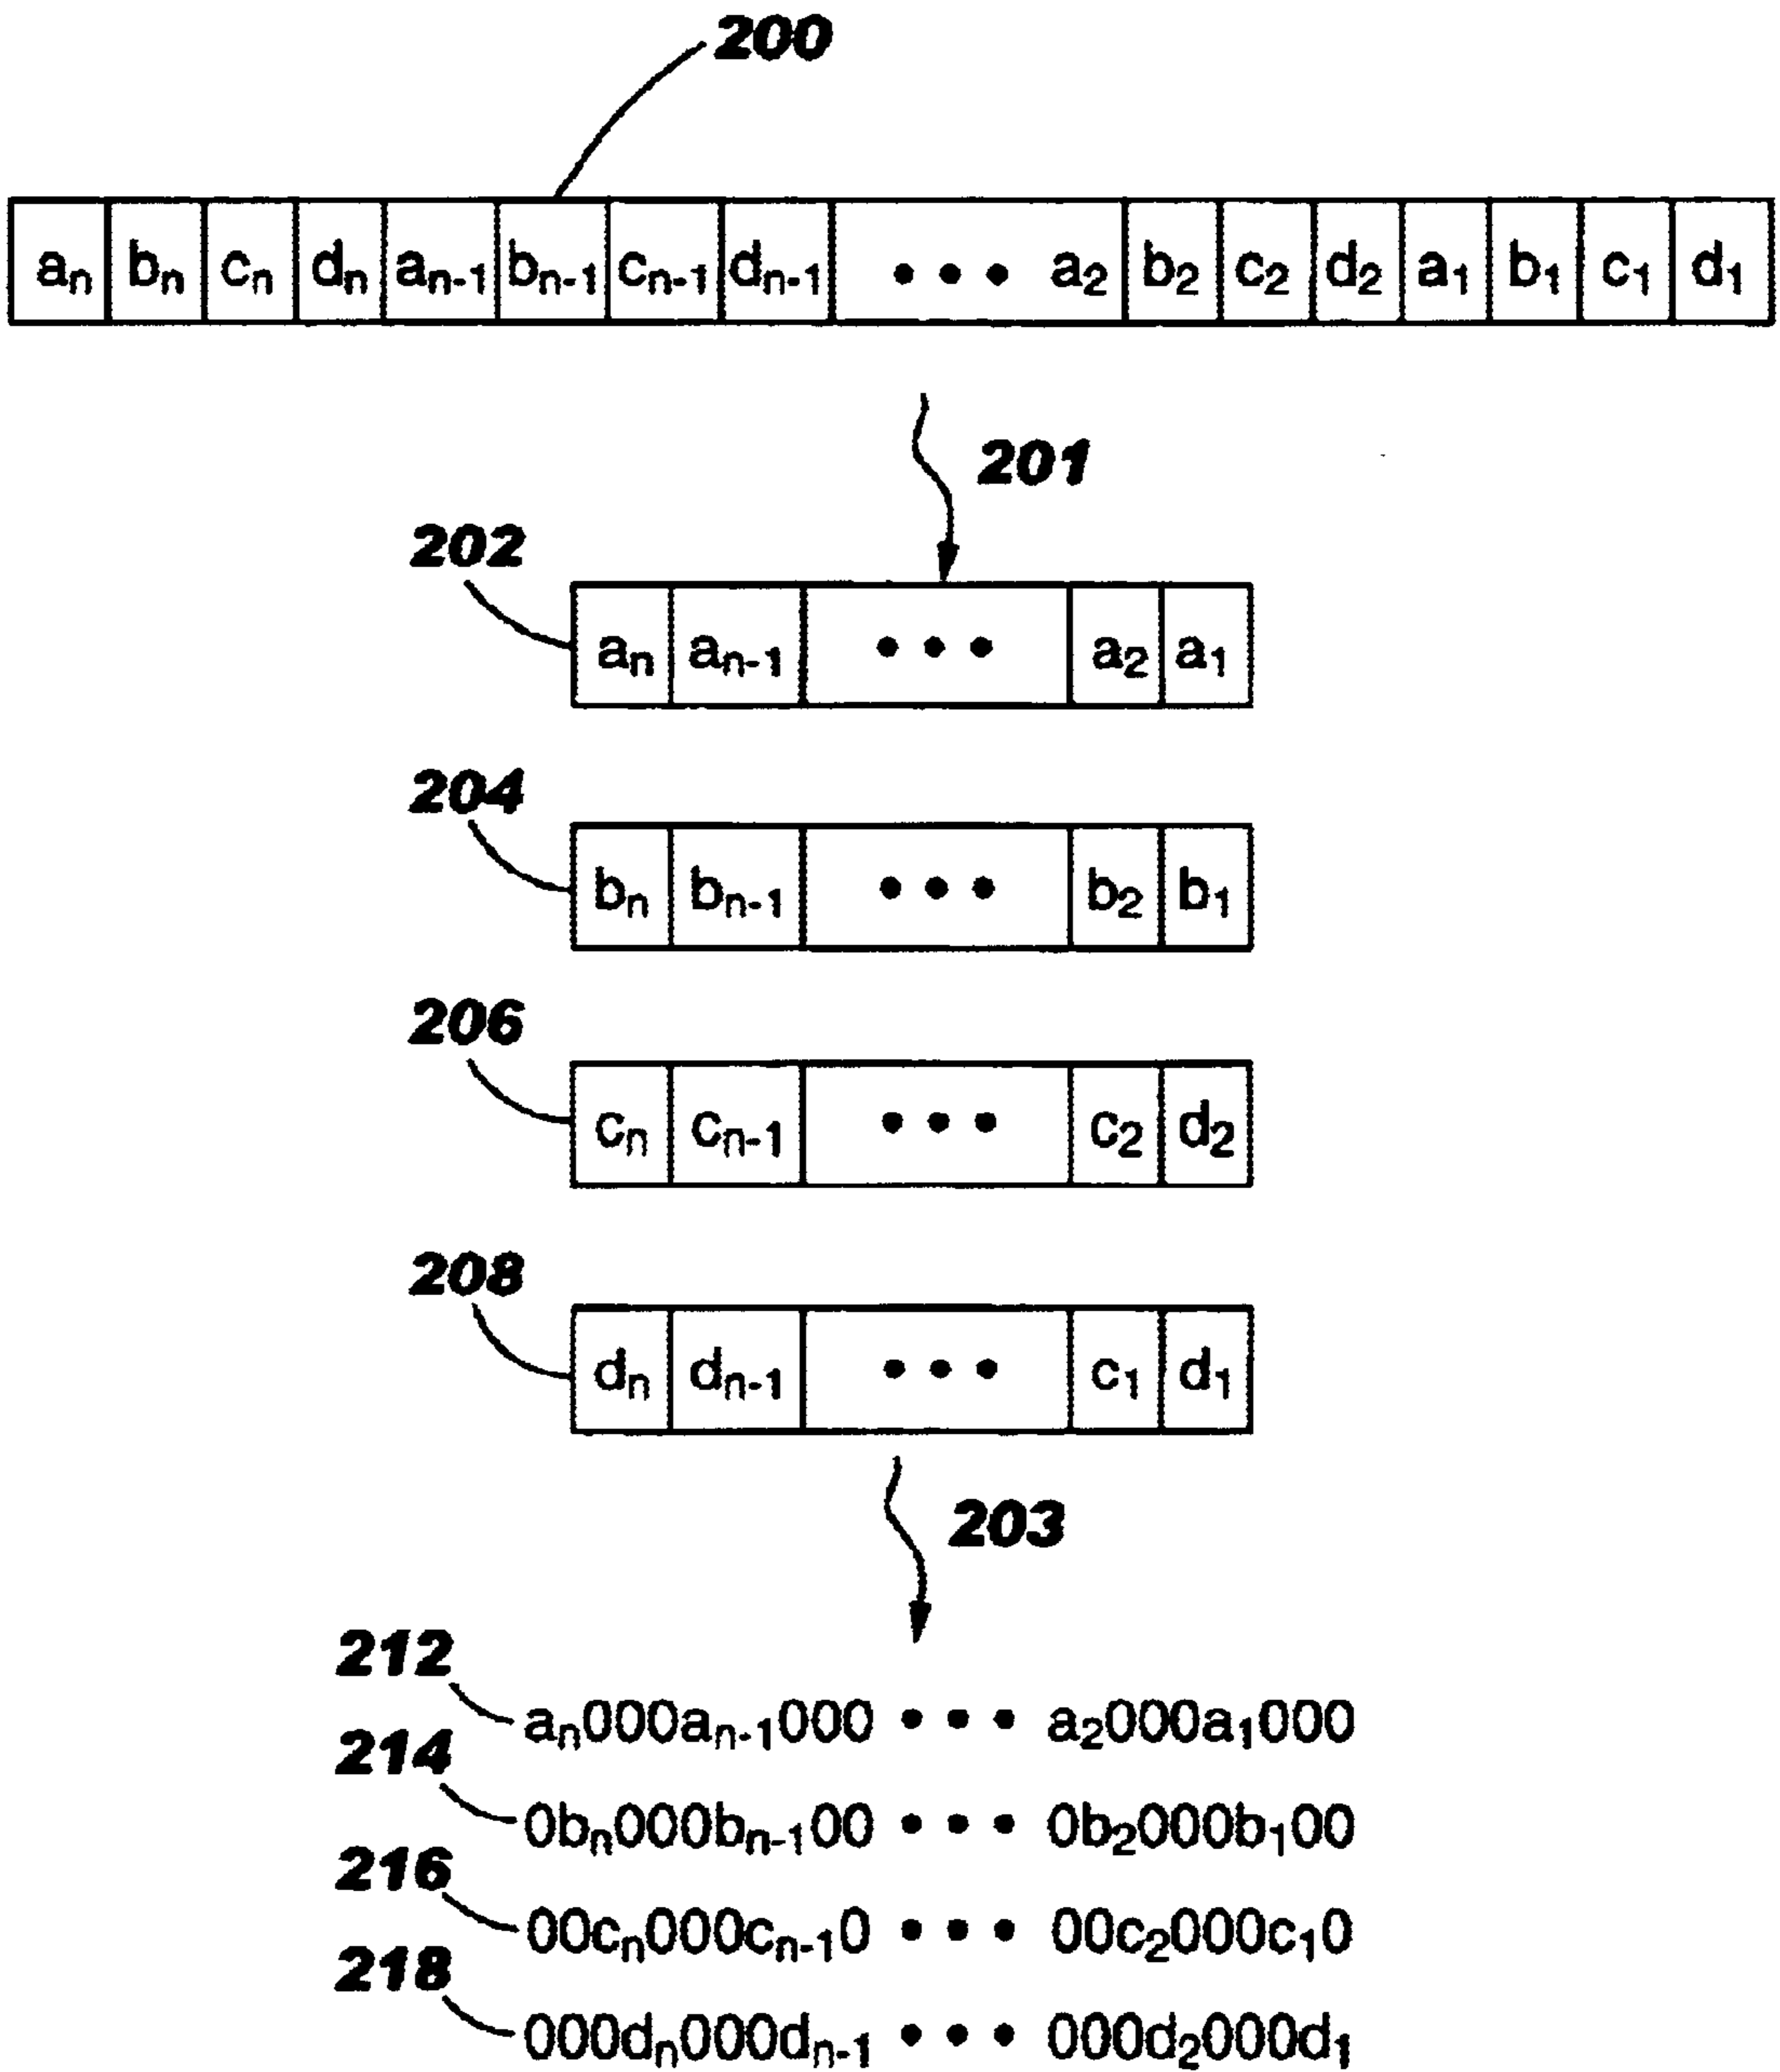 200
aₙ bₙ cₙ dₙ aₙ₋₁ bₙ₋₁ cₙ₋₁ dₙ₋₁ • • • a₂ b₂ c₂ d₂ a₁ b₁ c₁ d₁
201
202
aₙ aₙ₋₁ • • • a₂ a₁
204
bₙ bₙ₋₁ • • • b₂ b₁
206
cₙ cₙ₋₁ • • • c₂ d₂
208
dₙ dₙ₋₁ • • • c₁ d₁
203
212
aₙ000aₙ₋₁000 • • • a₂000a₁000
214
0bₙ000bₙ₋₁00 • • • 0b₂000b₁00
216
00cₙ000cₙ₋₁0 • • • 00c₂000c₁0
218
000dₙ000dₙ₋₁ • • • 000d₂000d₁